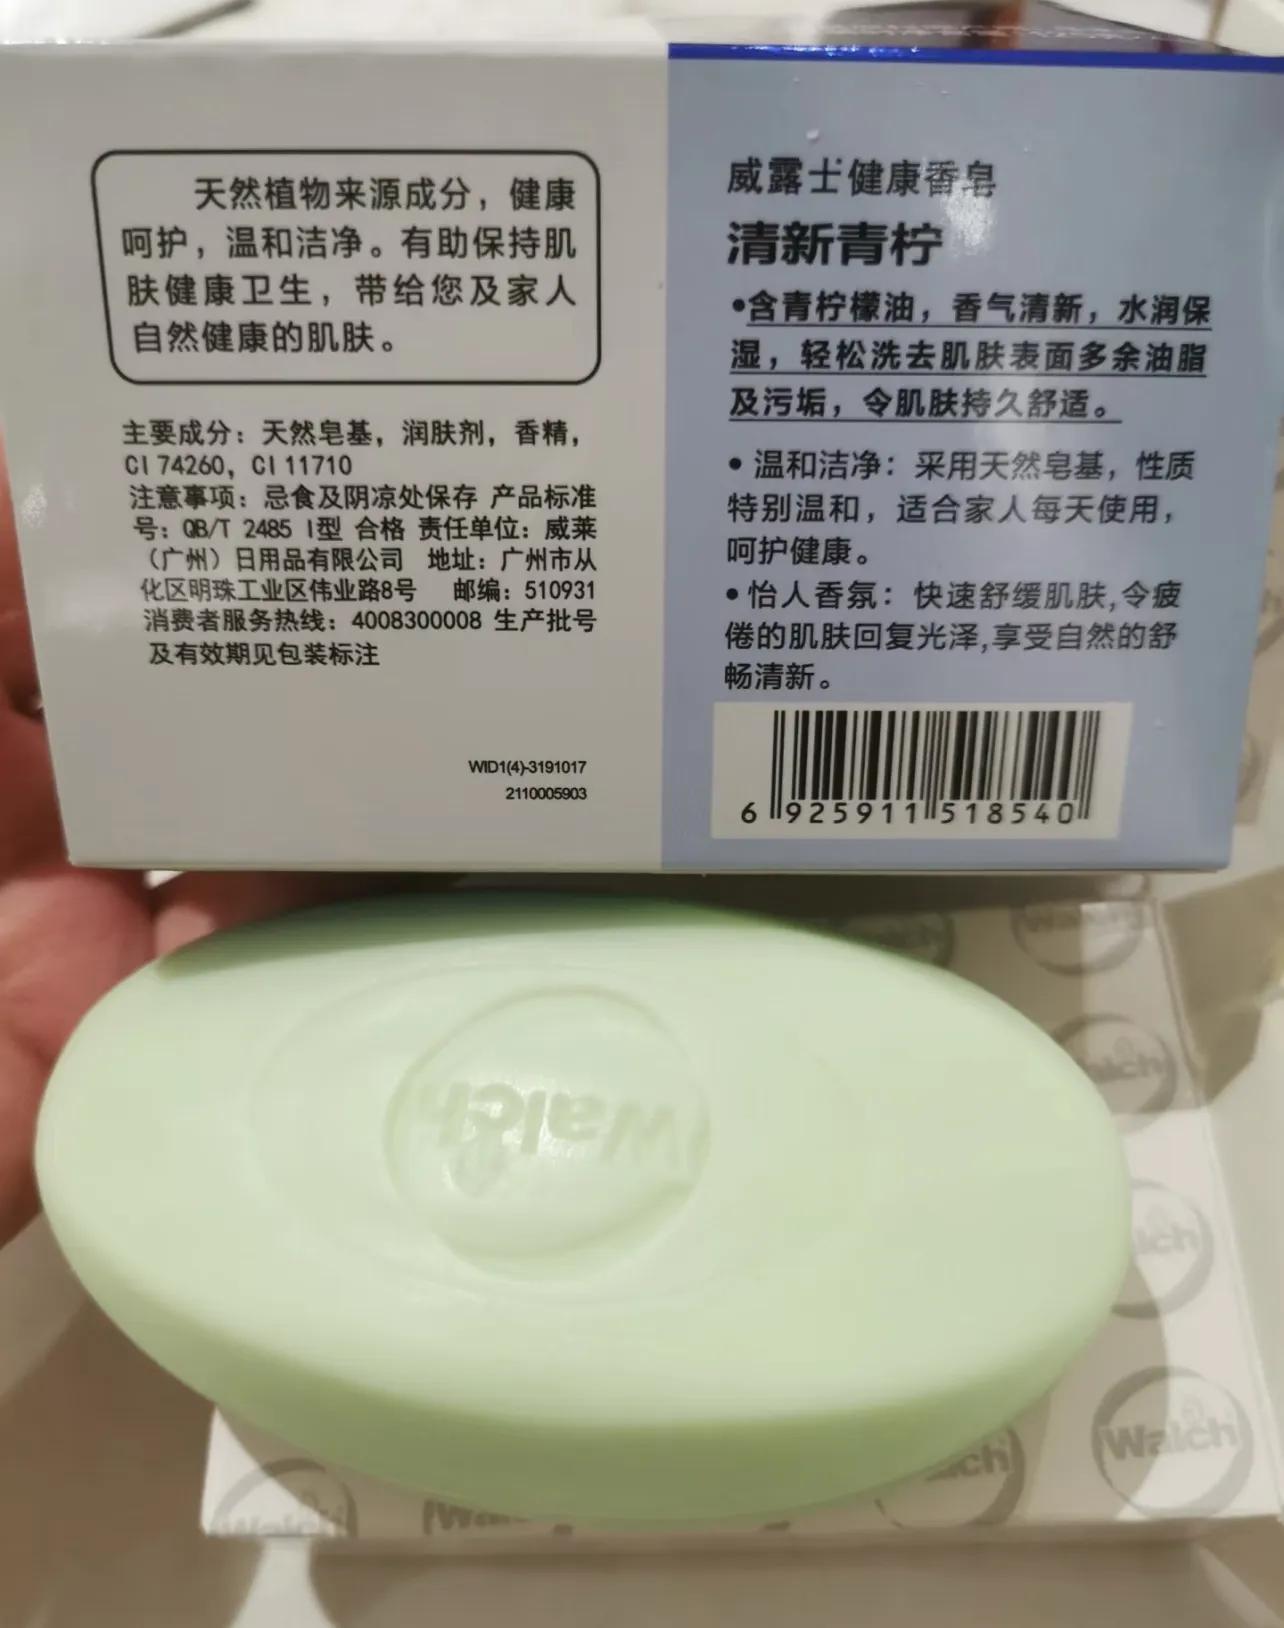 天然植物来源成分，健康
呵护，温和洁净。有助保持肌
肤健康卫生，带给您及家人
自然健康的肌肤。
主要成分：天然皂基，润肤剂，香精，
CI 74260，CI 11710
注意事项：忌食及阴凉处保存 产品标准
号：QB/T 2485 I型 合格 责任单位：威莱
（广州）日用品有限公司 地址：广州市从
化区明珠工业区伟业路8号 邮编：510931
消费者服务热线：4008300008 生产批号
及有效期见包装标注
WID1(4)-3191017
2110005903
威露士健康香皂
清新青柠
•含青柠檬油，香气清新，水润保
湿，轻松洗去肌肤表面多余油脂
及污垢，令肌肤持久舒适。
• 温和洁净：采用天然皂基，性质
特别温和，适合家人每天使用，
呵护健康。
• 怡人香氛：快速舒缓肌肤,令疲
倦的肌肤回复光泽,享受自然的舒
畅清新。
6 925911 518540
Walch
Walch
Walch
Walch
Walch